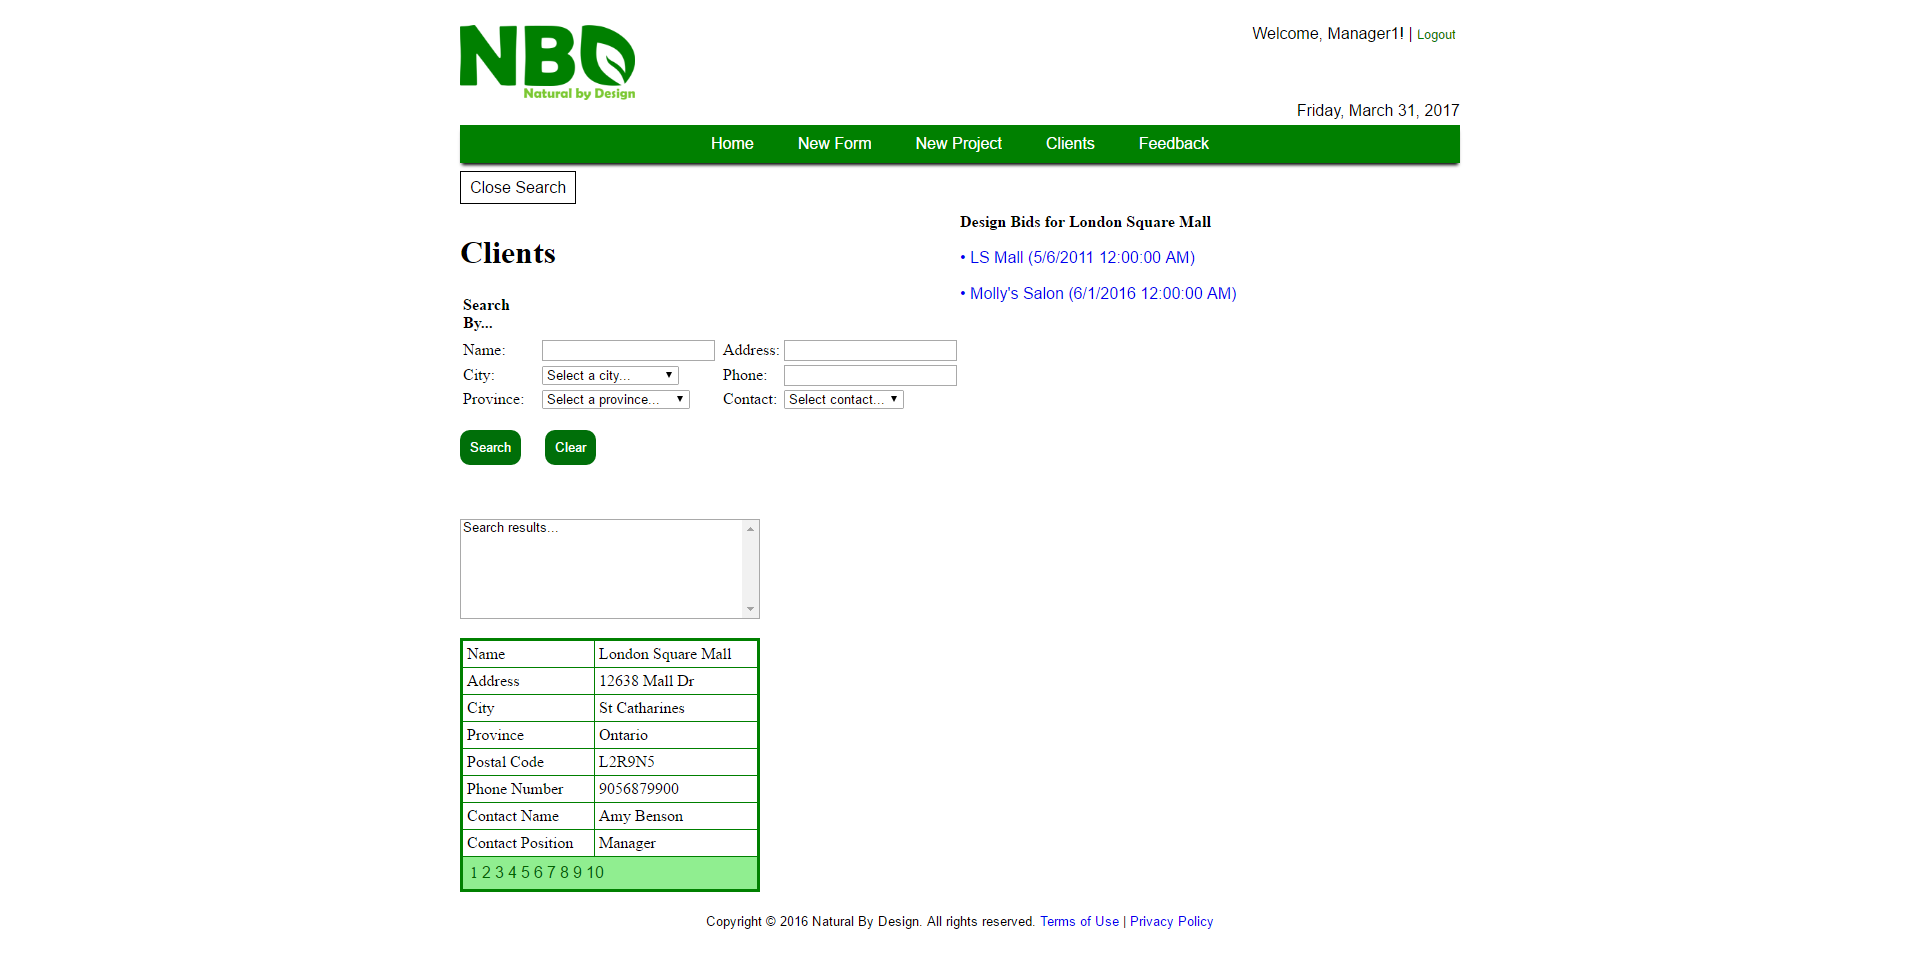 NBD
Natural by Design
Welcome, Manager1! | Logout
Friday, March 31, 2017
Home New Form New Project Clients Feedback
Close Search
Clients
Search
By...
Name: Address:
City: Select a city... Phone:
Province: Select a province... Contact: Select contact...
Search Clear
Search results...
Name London Square Mall
Address 12638 Mall Dr
City St Catharines
Province Ontario
Postal Code L2R9N5
Phone Number 9056879900
Contact Name Amy Benson
Contact Position Manager
1 2 3 4 5 6 7 8 9 10
Design Bids for London Square Mall
• LS Mall (5/6/2011 12:00:00 AM)
• Molly's Salon (6/1/2016 12:00:00 AM)
Copyright © 2016 Natural By Design. All rights reserved. Terms of Use | Privacy Policy